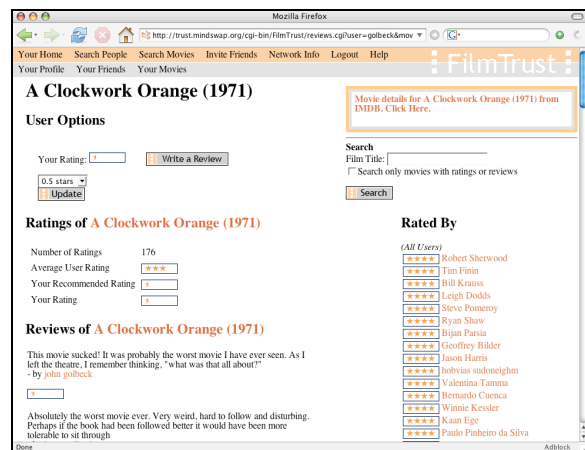 Mozilla Firefox
http://trust.mindswap.org/cgi-bin/FilmTrust/reviews.cgi?user=golbeck&mov
G
Your Home Search People Search Movies Invite Friends Network Info Logout Help
Your Profile Your Friends Your Movies
FilmTrust
A Clockwork Orange (1971)
Movie details for A Clockwork Orange (1971) from
IMDB. Click Here.
User Options
Your Rating:
Write a Review
0.5 stars
Update
Search
Film Title:
Search only movies with ratings or reviews
Search
Ratings of A Clockwork Orange (1971)
Number of Ratings 176
Average User Rating ★★★
Your Recommended Rating
Your Rating
Reviews of A Clockwork Orange (1971)
This movie sucked! It was probably the worst movie I have ever seen. As I
left the theatre, I remember thinking, "what was that all about?"
- by john golbeck
Absolutely the worst movie ever. Very weird, hard to follow and disturbing.
Perhaps if the book had been followed better it would have been more
tolerable to sit through
Rated By
(All Users)
★★★★ Robert Sherwood
★★★★ Tim Finin
★★★★ Bill Krauss
★★★★ Leigh Dodds
★★★★ Steve Pomeroy
★★★★ Ryan Shaw
★★★★ Bijan Parsia
★★★★ Geoffrey Bilder
★★★★ Jason Harris
★★★★ hobvias sudoneighm
★★★★ Valentina Tamma
★★★★ Bernardo Cuenca
★★★★ Winnie Kessler
★★★★ Kaan Ege
★★★★ Paulo Pinheiro da Silva
Done
Adblock